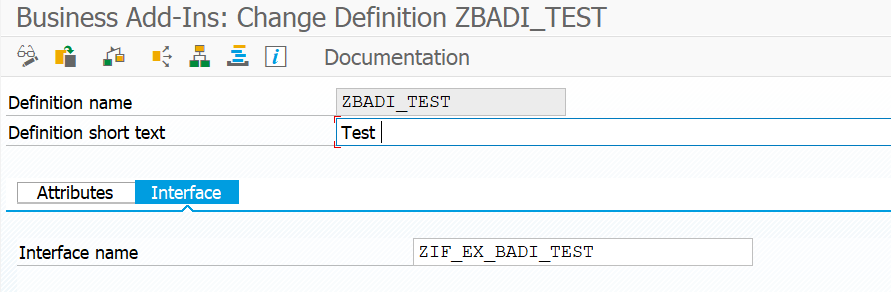 Business Add-Ins: Change Definition ZBADI_TEST
Documentation
Definition name ZBADI_TEST
Definition short text Test
Attributes Interface
Interface name ZIF_EX_BADI_TEST